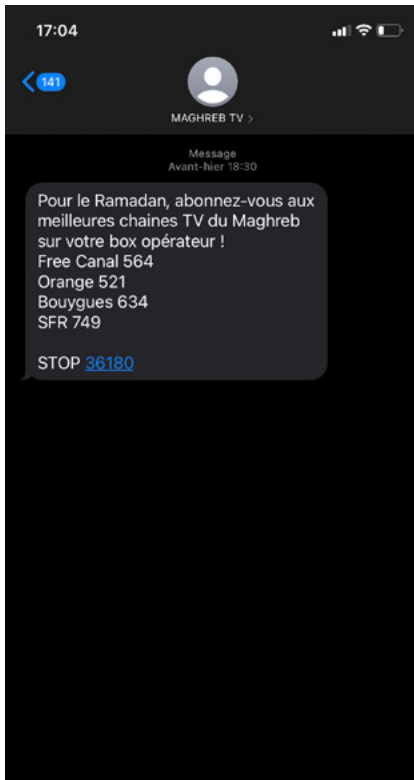 17:04
141
MAGHREB TV >
Message
Avant-hier 18:30
Pour le Ramadan, abonnez-vous aux
meilleures chaines TV du Maghreb
sur votre box opérateur !
Free Canal 564
Orange 521
Bouygues 634
SFR 749
STOP 36180